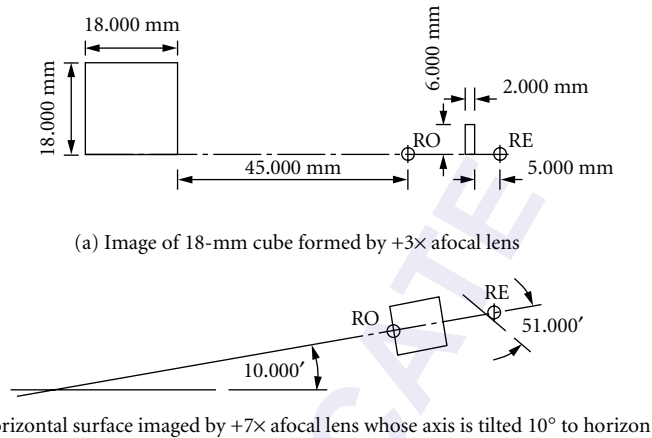 18.000 mm
18.000 mm
6.000 mm
2.000 mm
RO
RE
45.000 mm
5.000 mm
(a) Image of 18-mm cube formed by +3× afocal lens
RO
RE
51.000′
10.000′
rizontal surface imaged by +7× afocal lens whose axis is tilted 10° to horizon
CATE